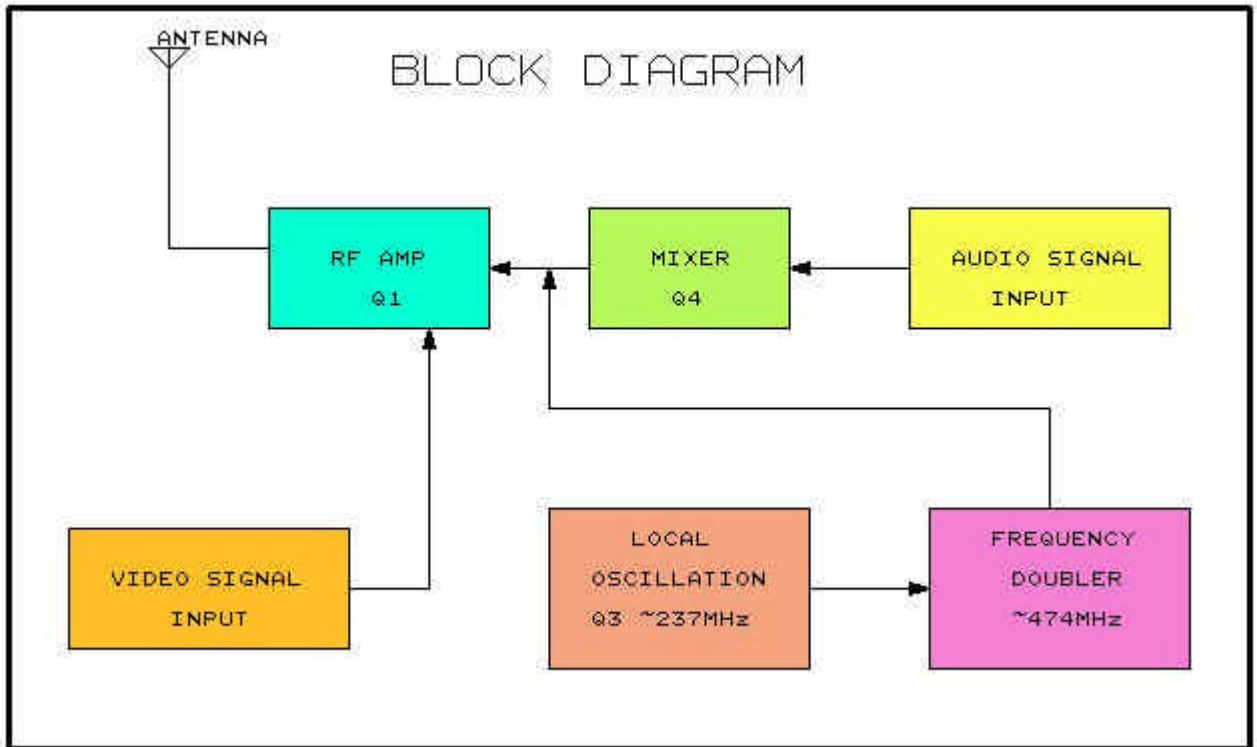 ANTENNA
BLOCK DIAGRAM
RF AMP
Q1
MIXER
Q4
AUDIO SIGNAL
INPUT
VIDEO SIGNAL
INPUT
LOCAL
OSCILLATION
Q3 ~237MHz
FREQUENCY
DOUBLER
~474MHz